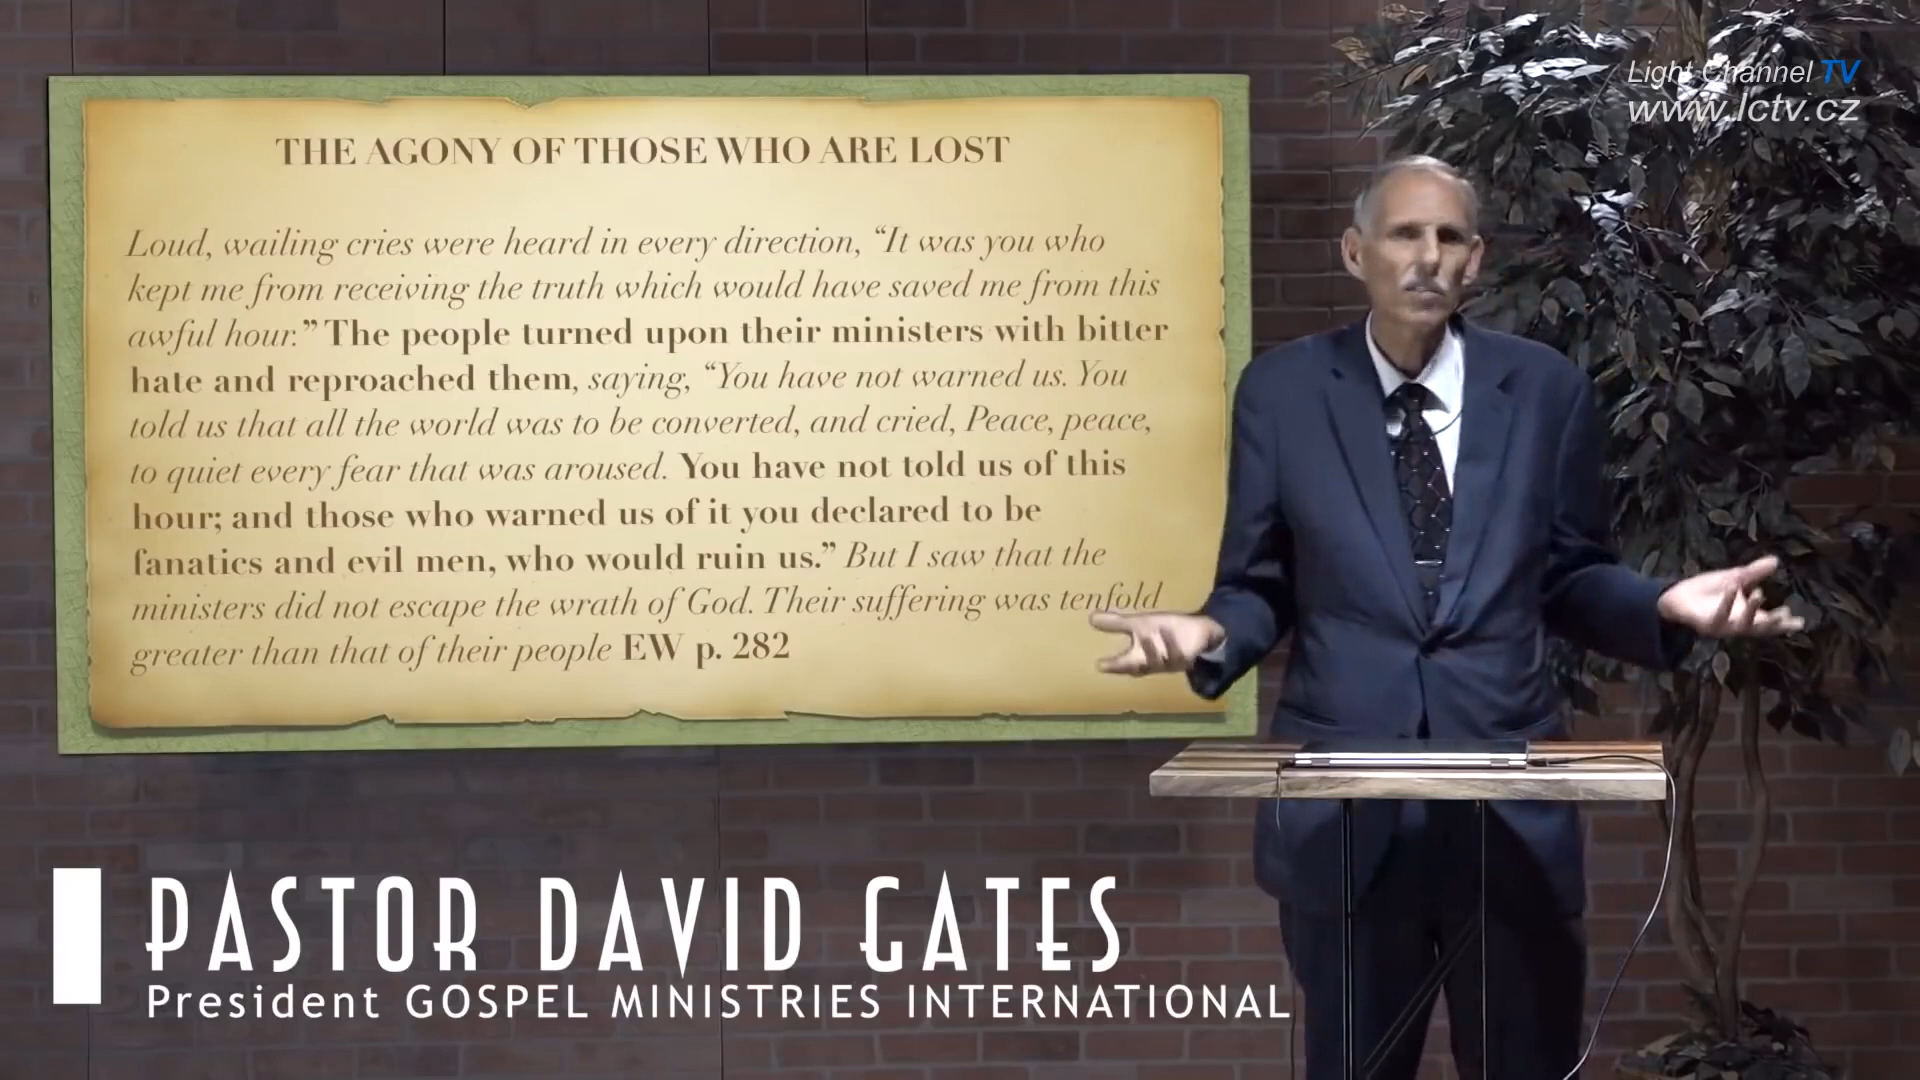 Light Channel TV
www.lctv.cz
THE AGONY OF THOSE WHO ARE LOST
Loud, wailing cries were heard in every direction, “It was you who
kept me from receiving the truth which would have saved me from this
awful hour.” The people turned upon their ministers with bitter
hate and reproached them, saying, “You have not warned us. You
told us that all the world was to be converted, and cried, Peace, peace,
to quiet every fear that was aroused. You have not told us of this
hour; and those who warned us of it you declared to be
fanatics and evil men, who would ruin us.” But I saw that the
ministers did not escape the wrath of God. Their suffering was tenfold
greater than that of their people EW p. 282
PASTOR DAVID GATES
President GOSPEL MINISTRIES INTERNATIONAL